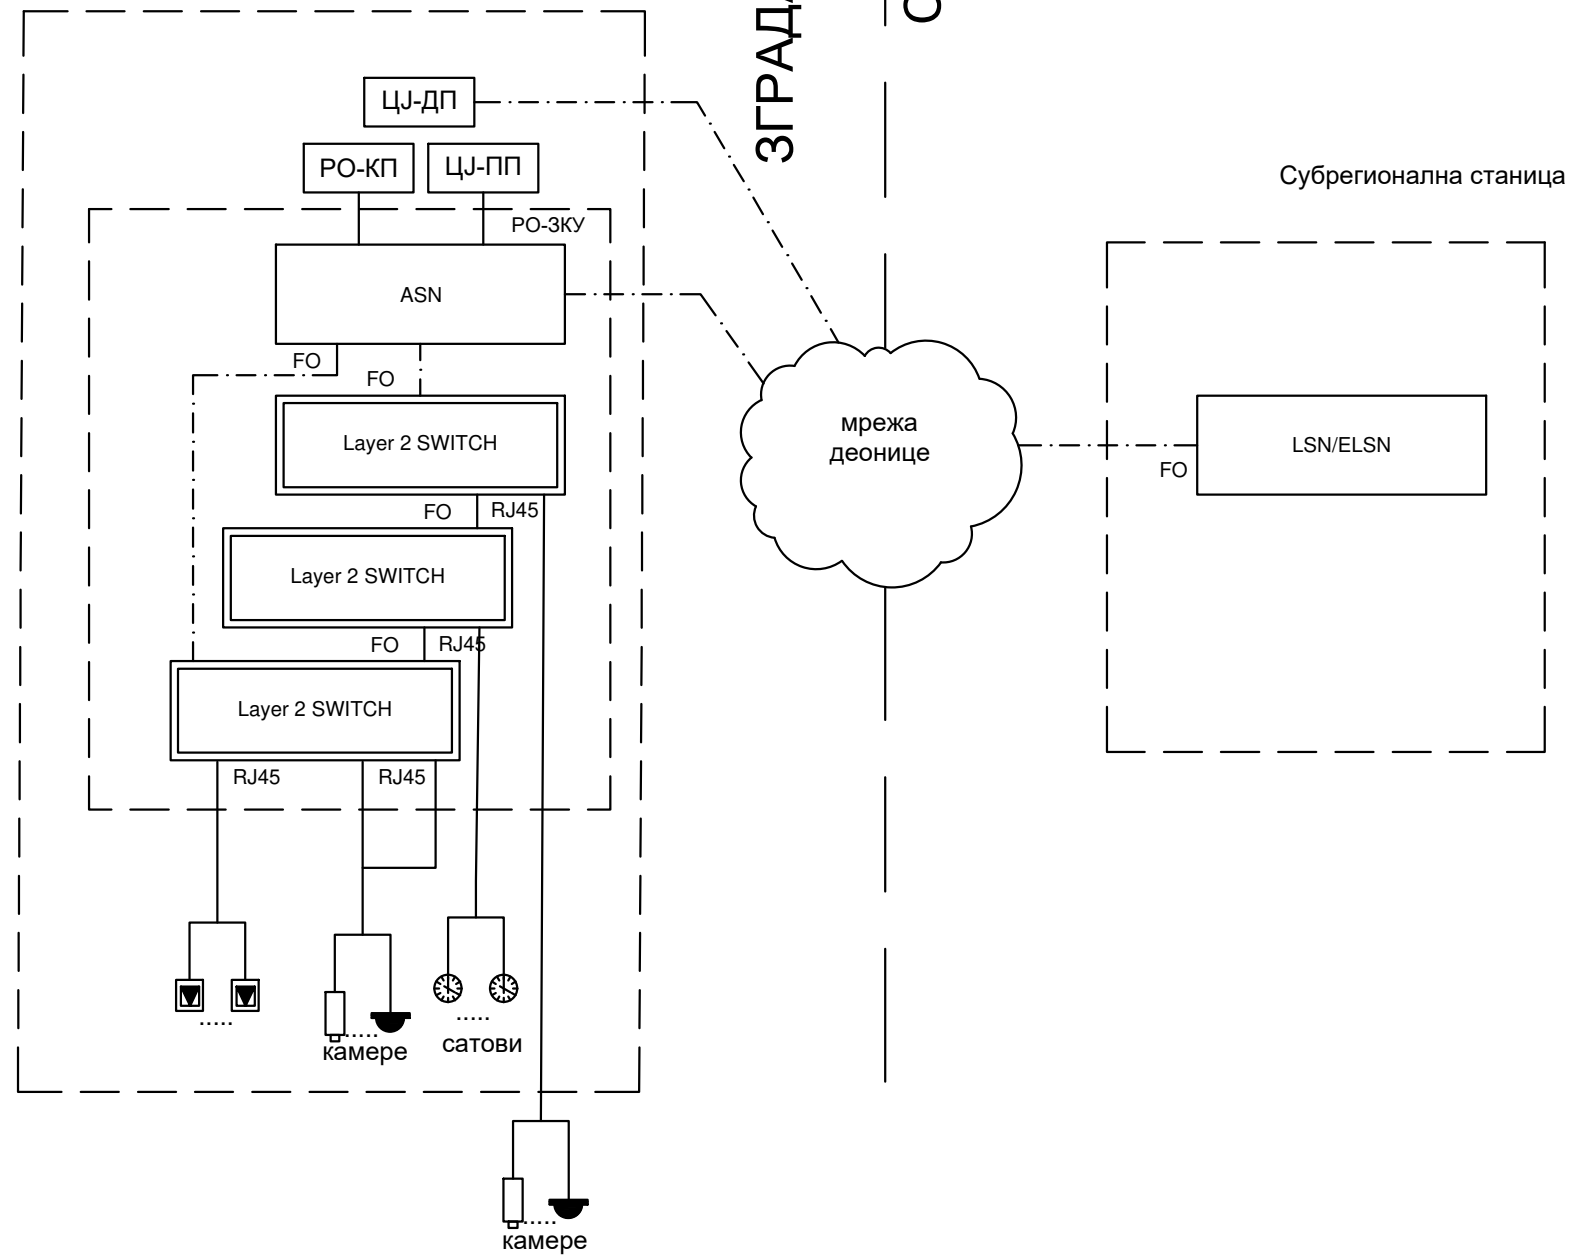 ЗГРАДА
ЦЈ-ДП
РО-КП
ЦЈ-ПП
Субрегионална станица
РО-ЗКУ
ASN
FO
FO
мрежа
деонице
Layer 2 SWITCH
LSN/ELSN
FO
FO
RJ45
Layer 2 SWITCH
FO
RJ45
Layer 2 SWITCH
RJ45
RJ45
.....
.....
.....
камере
сатови
.....
камере